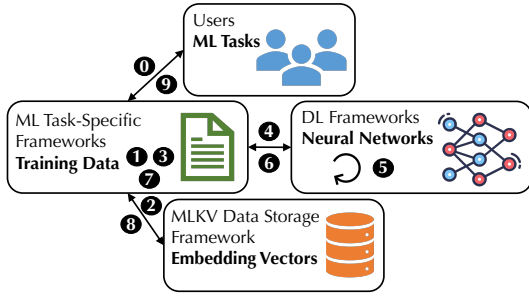 Users
ML Tasks
0
9
ML Task-Specific
Frameworks
Training Data
1 3
7
4
6
DL Frameworks
Neural Networks
5
2
8
MLKV Data Storage
Framework
Embedding Vectors